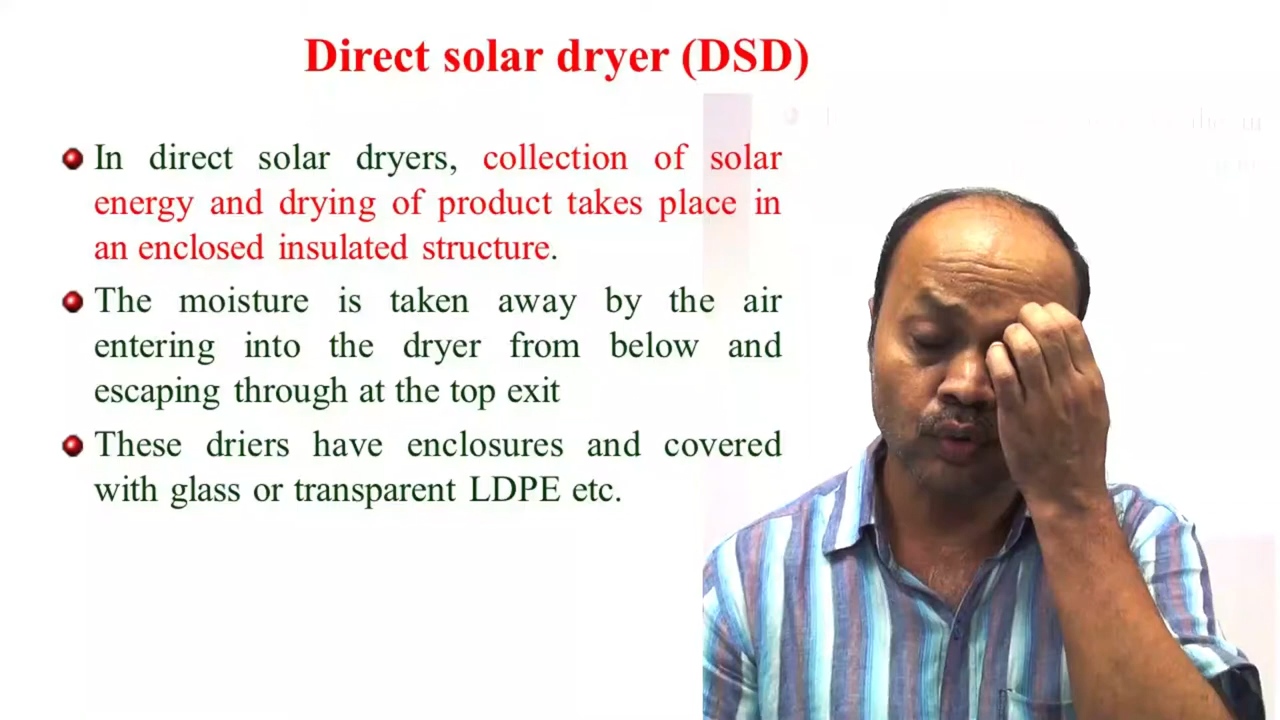 Direct solar dryer (DSD)
In direct solar dryers, collection of solar
energy and drying of product takes place in
an enclosed insulated structure.
The moisture is taken away by the air
entering into the dryer from below and
escaping through at the top exit
These driers have enclosures and covered
with glass or transparent LDPE etc.